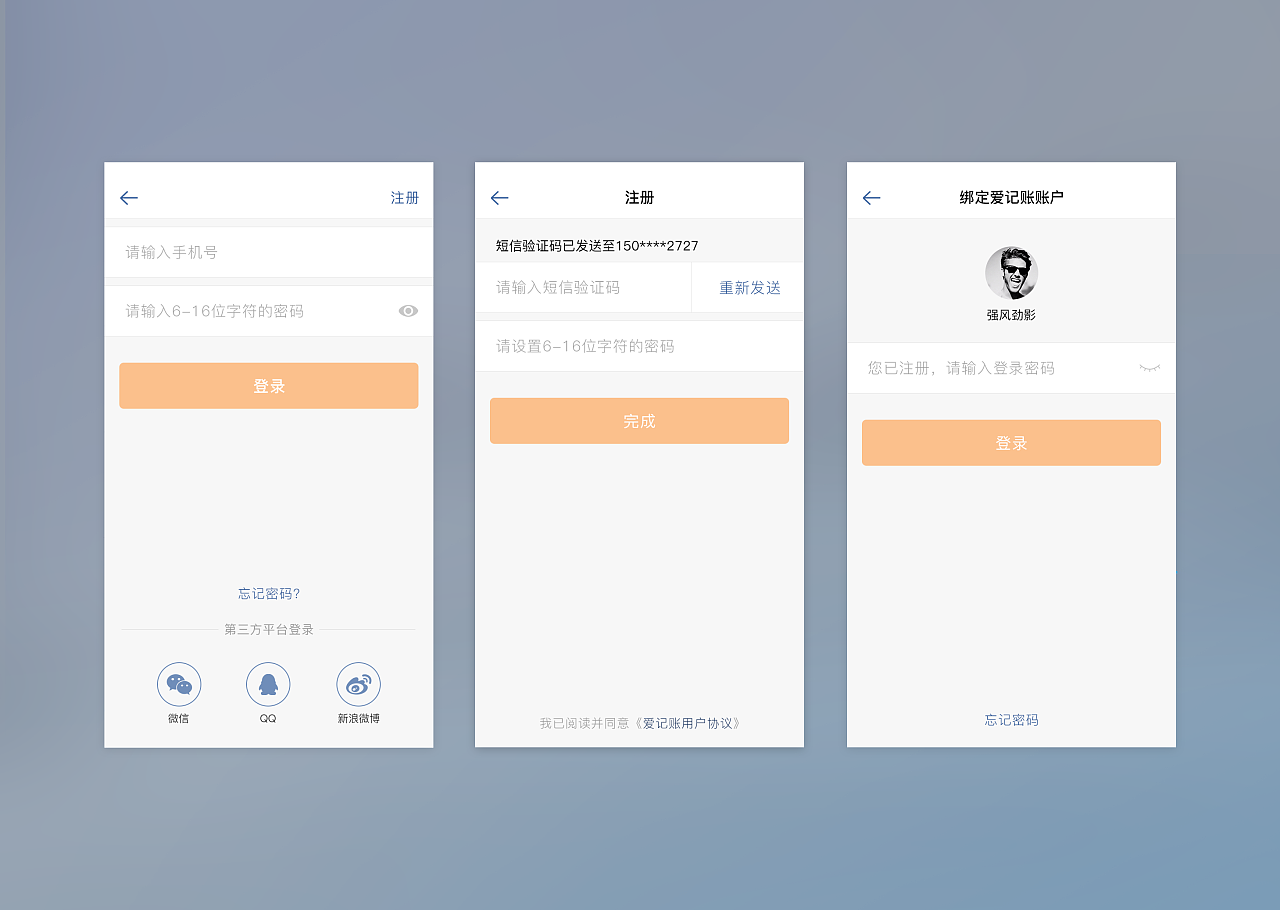 注册
请输入手机号
请输入6-16位字符的密码
登录
忘记密码?
第三方平台登录
微信
QQ
新浪微博
注册
短信验证码已发送至150****2727
请输入短信验证码
重新发送
请设置6-16位字符的密码
完成
我已阅读并同意《爱记账用户协议》
绑定爱记账账户
强风劲影
您已注册，请输入登录密码
登录
忘记密码